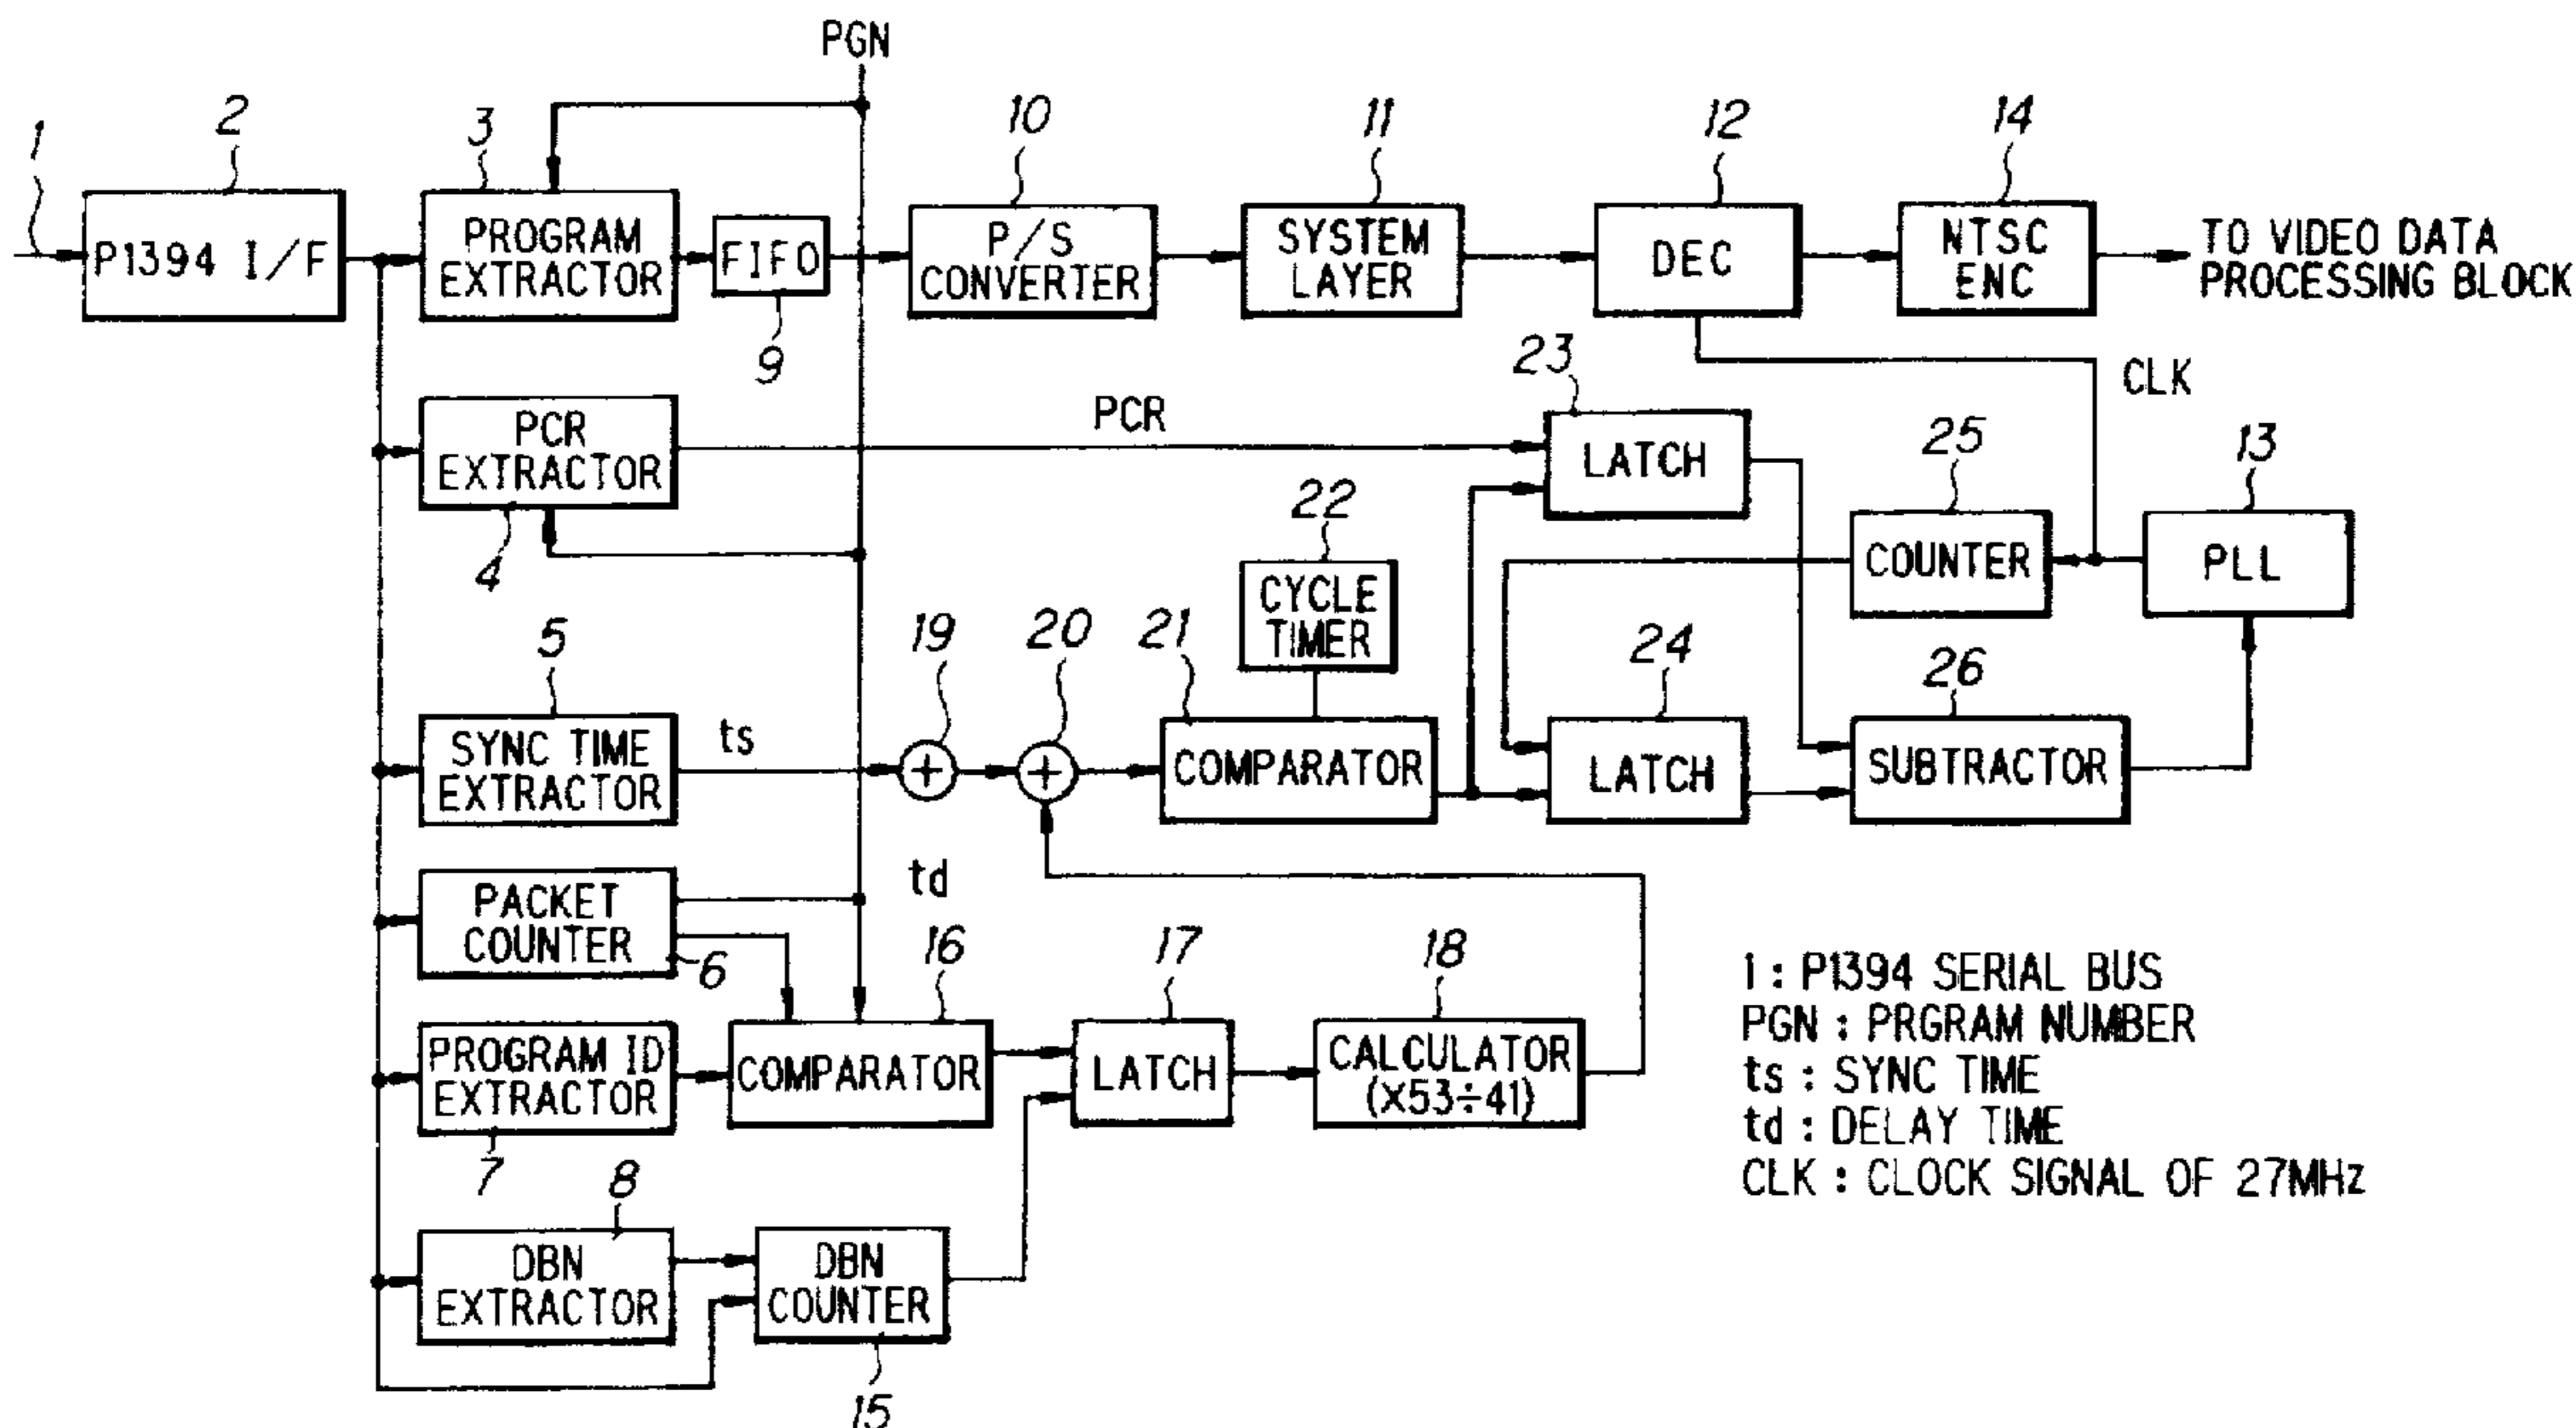 PGN
1
2
3
10
11
12
14
P1394 I/F
PROGRAM
EXTRACTOR
FIFO
9
P/S
CONVERTER
SYSTEM
LAYER
DEC
NTSC
ENC
TO VIDEO DATA
PROCESSING BLOCK
PCR
EXTRACTOR
4
PCR
23
LATCH
CLK
25
COUNTER
13
PLL
22
CYCLE
TIMER
5
SYNC TIME
EXTRACTOR
ts
19
+
20
+
21
COMPARATOR
24
LATCH
26
SUBTRACTOR
PACKET
COUNTER
6
td
16
COMPARATOR
17
LATCH
18
CALCULATOR
(X53÷41)
PROGRAM ID
EXTRACTOR
7
8
DBN
EXTRACTOR
DBN
COUNTER
15
1 : P1394 SERIAL BUS
PGN : PRGRAM NUMBER
ts : SYNC TIME
td : DELAY TIME
CLK : CLOCK SIGNAL OF 27MHz